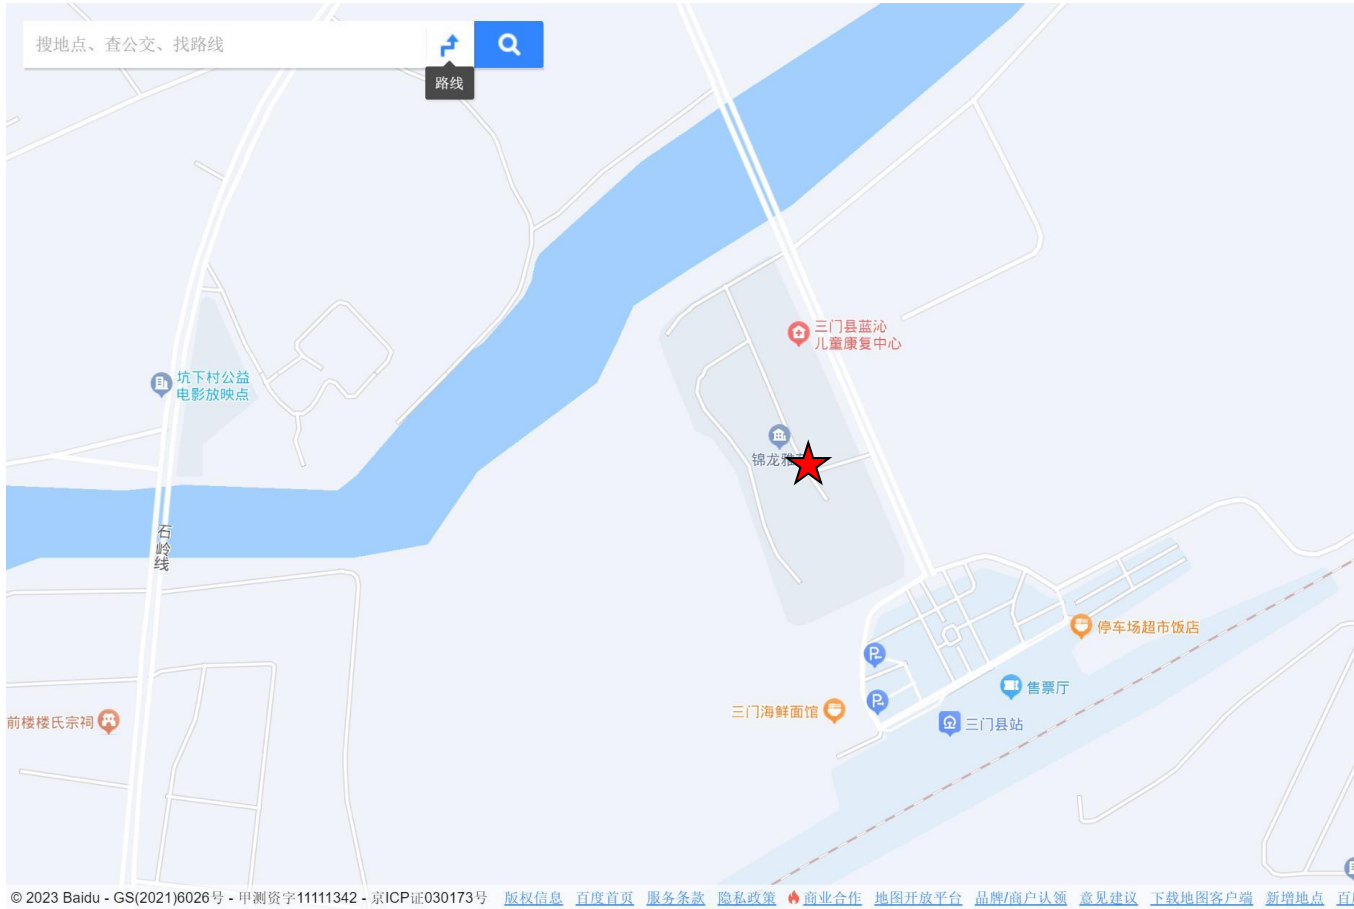 搜地点、查公交、找路线
路线
三门县蓝沁
儿童康复中心
坑下村公益
电影放映点
锦龙雅
石岭线
停车场超市饭店
售票厅
三门海鲜面馆
三门县站
前楼楼氏宗祠
© 2023 Baidu - GS(2021)6026号 - 甲测资字11111342 - 京ICP证030173号 版权信息 百度首页 服务条款 隐私政策 商业合作 地图开放平台 品牌/商户认领 意见建议 下载地图客户端 新增地点 百